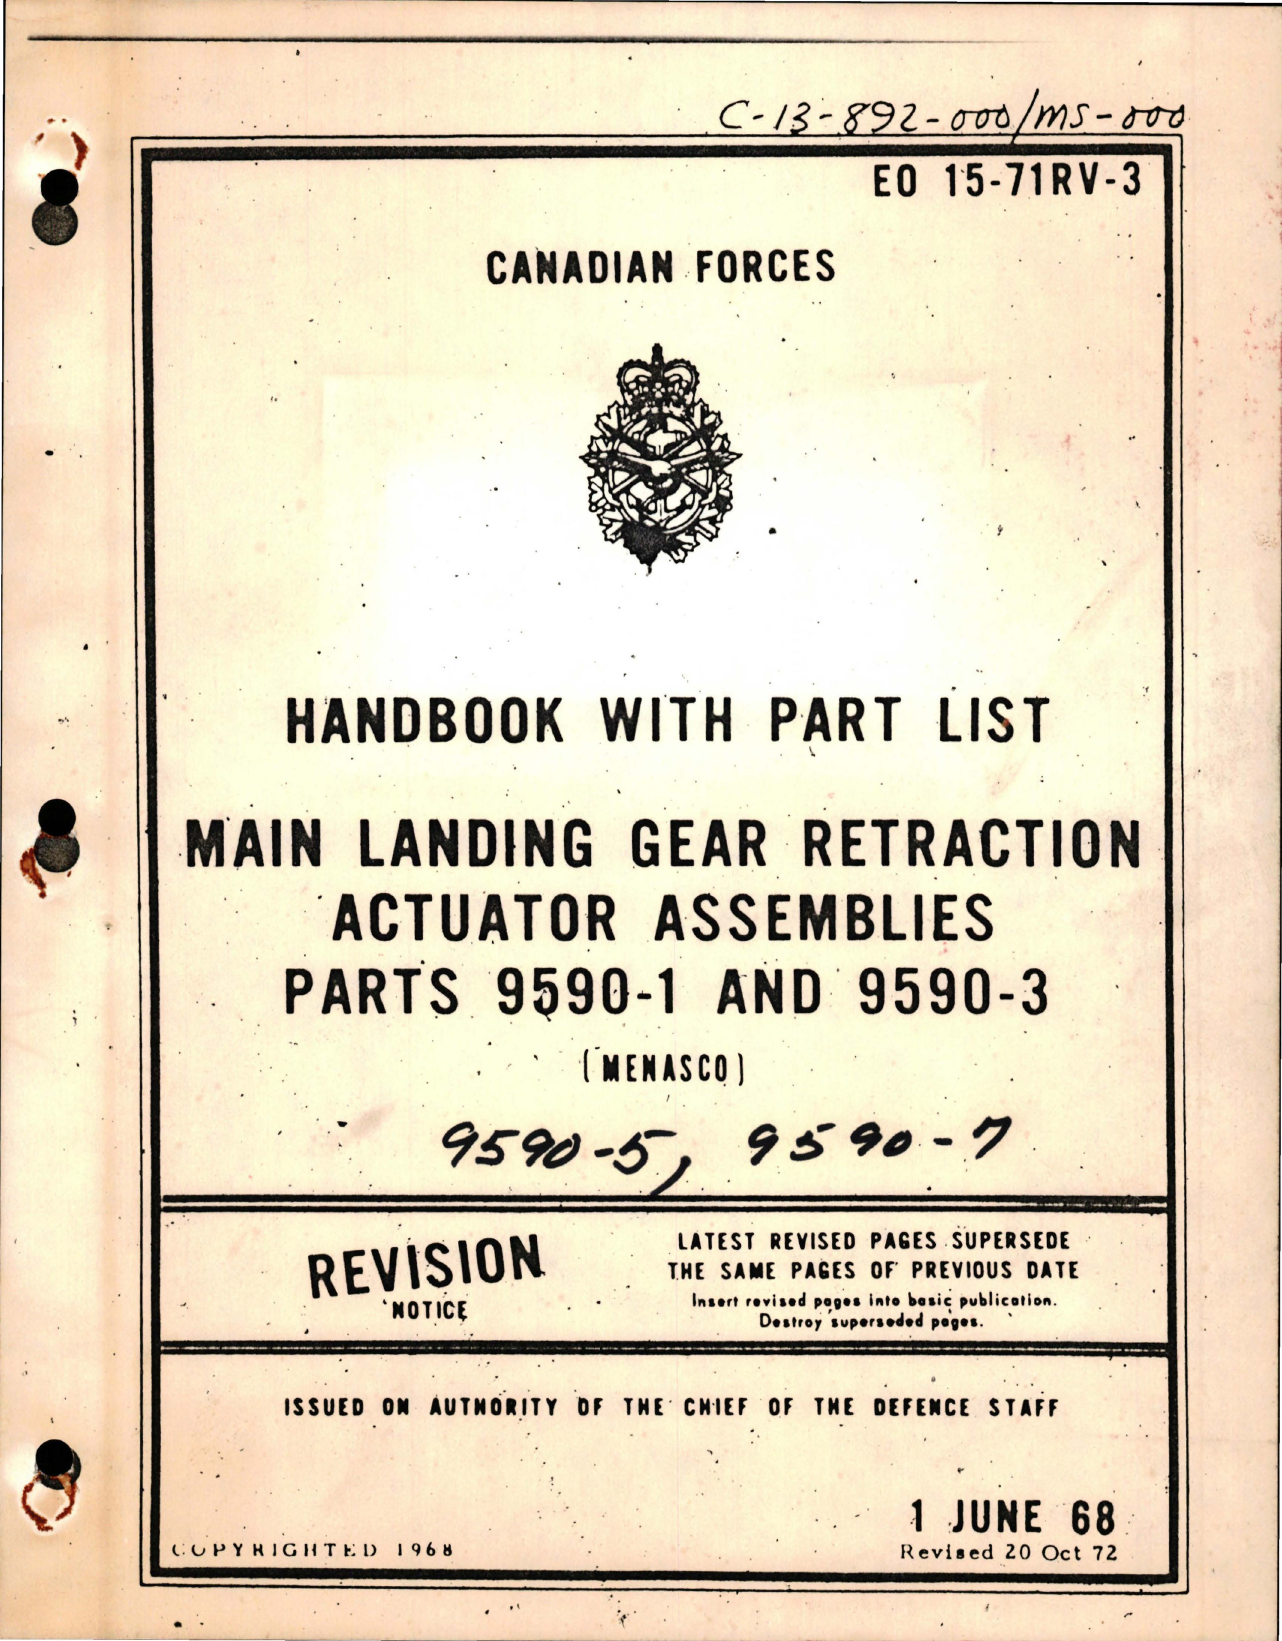 C-13-892-000/MS-000
EO 15-71RV-3
CANADIAN FORCES
HANDBOOK WITH PART LIST
MAIN LANDING GEAR RETRACTION
ACTUATOR ASSEMBLIES
PARTS 9590-1 AND 9590-3
(MENASCO)
9590-5, 9590-7
REVISION
NOTICE
LATEST REVISED PAGES SUPERSEDE
THE SAME PAGES OF PREVIOUS DATE
Insert revised pages into basic publication.
Destroy superseded pages.
ISSUED ON AUTHORITY OF THE CHIEF OF THE DEFENCE STAFF
1 JUNE 68
Revised 20 Oct 72
COPYRIGHTED 1968